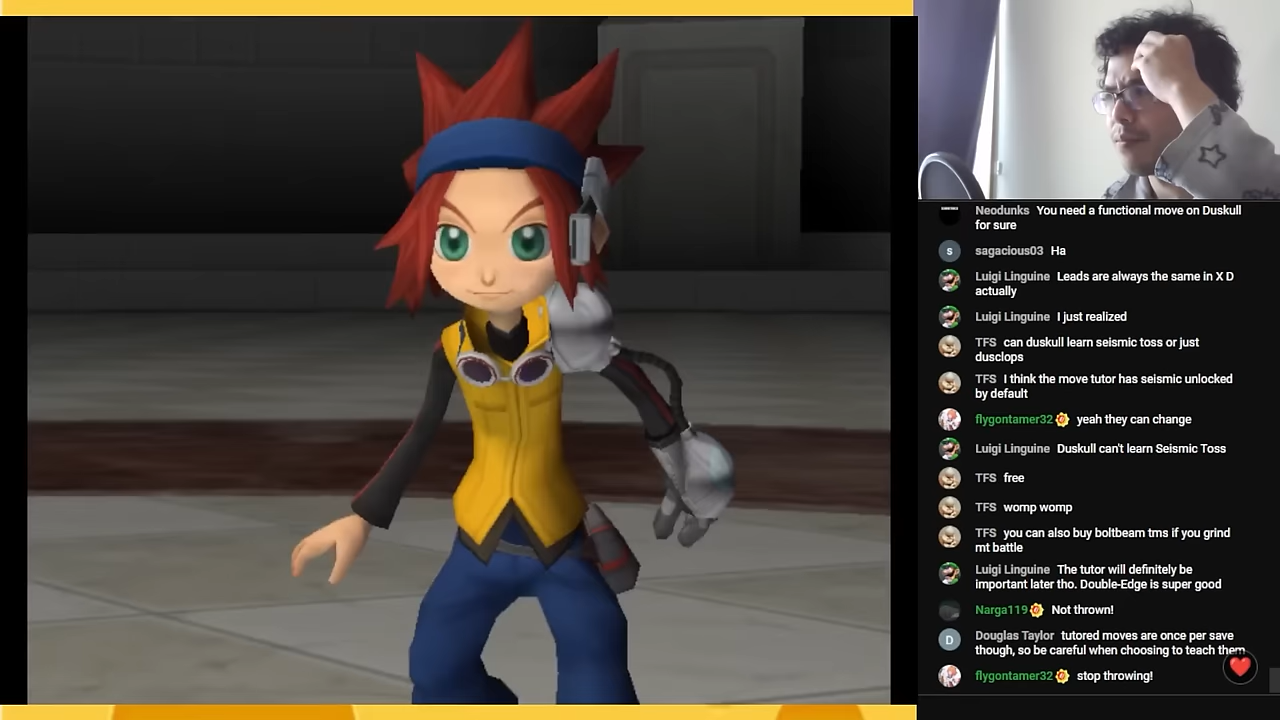 Neodunks You need a functional move on Duskull
for sure
s
sagacious03 Ha
Luigi Linguine Leads are always the same in X D
actually
Luigi Linguine I just realized
TFS can duskull learn seismic toss or just
dusclops
TFS I think the move tutor has seismic unlocked
by default
flygontamer32 yeah they can change
Luigi Linguine Duskull can't learn Seismic Toss
TFS free
TFS womp womp
TFS you can also buy boltbeam tms if you grind
mt battle
Luigi Linguine The tutor will definitely be
important later tho. Double-Edge is super good
Narga119 Not thrown!
D
Douglas Taylor tutored moves are once per save
though, so be careful when choosing to teach them
flygontamer32 stop throwing!